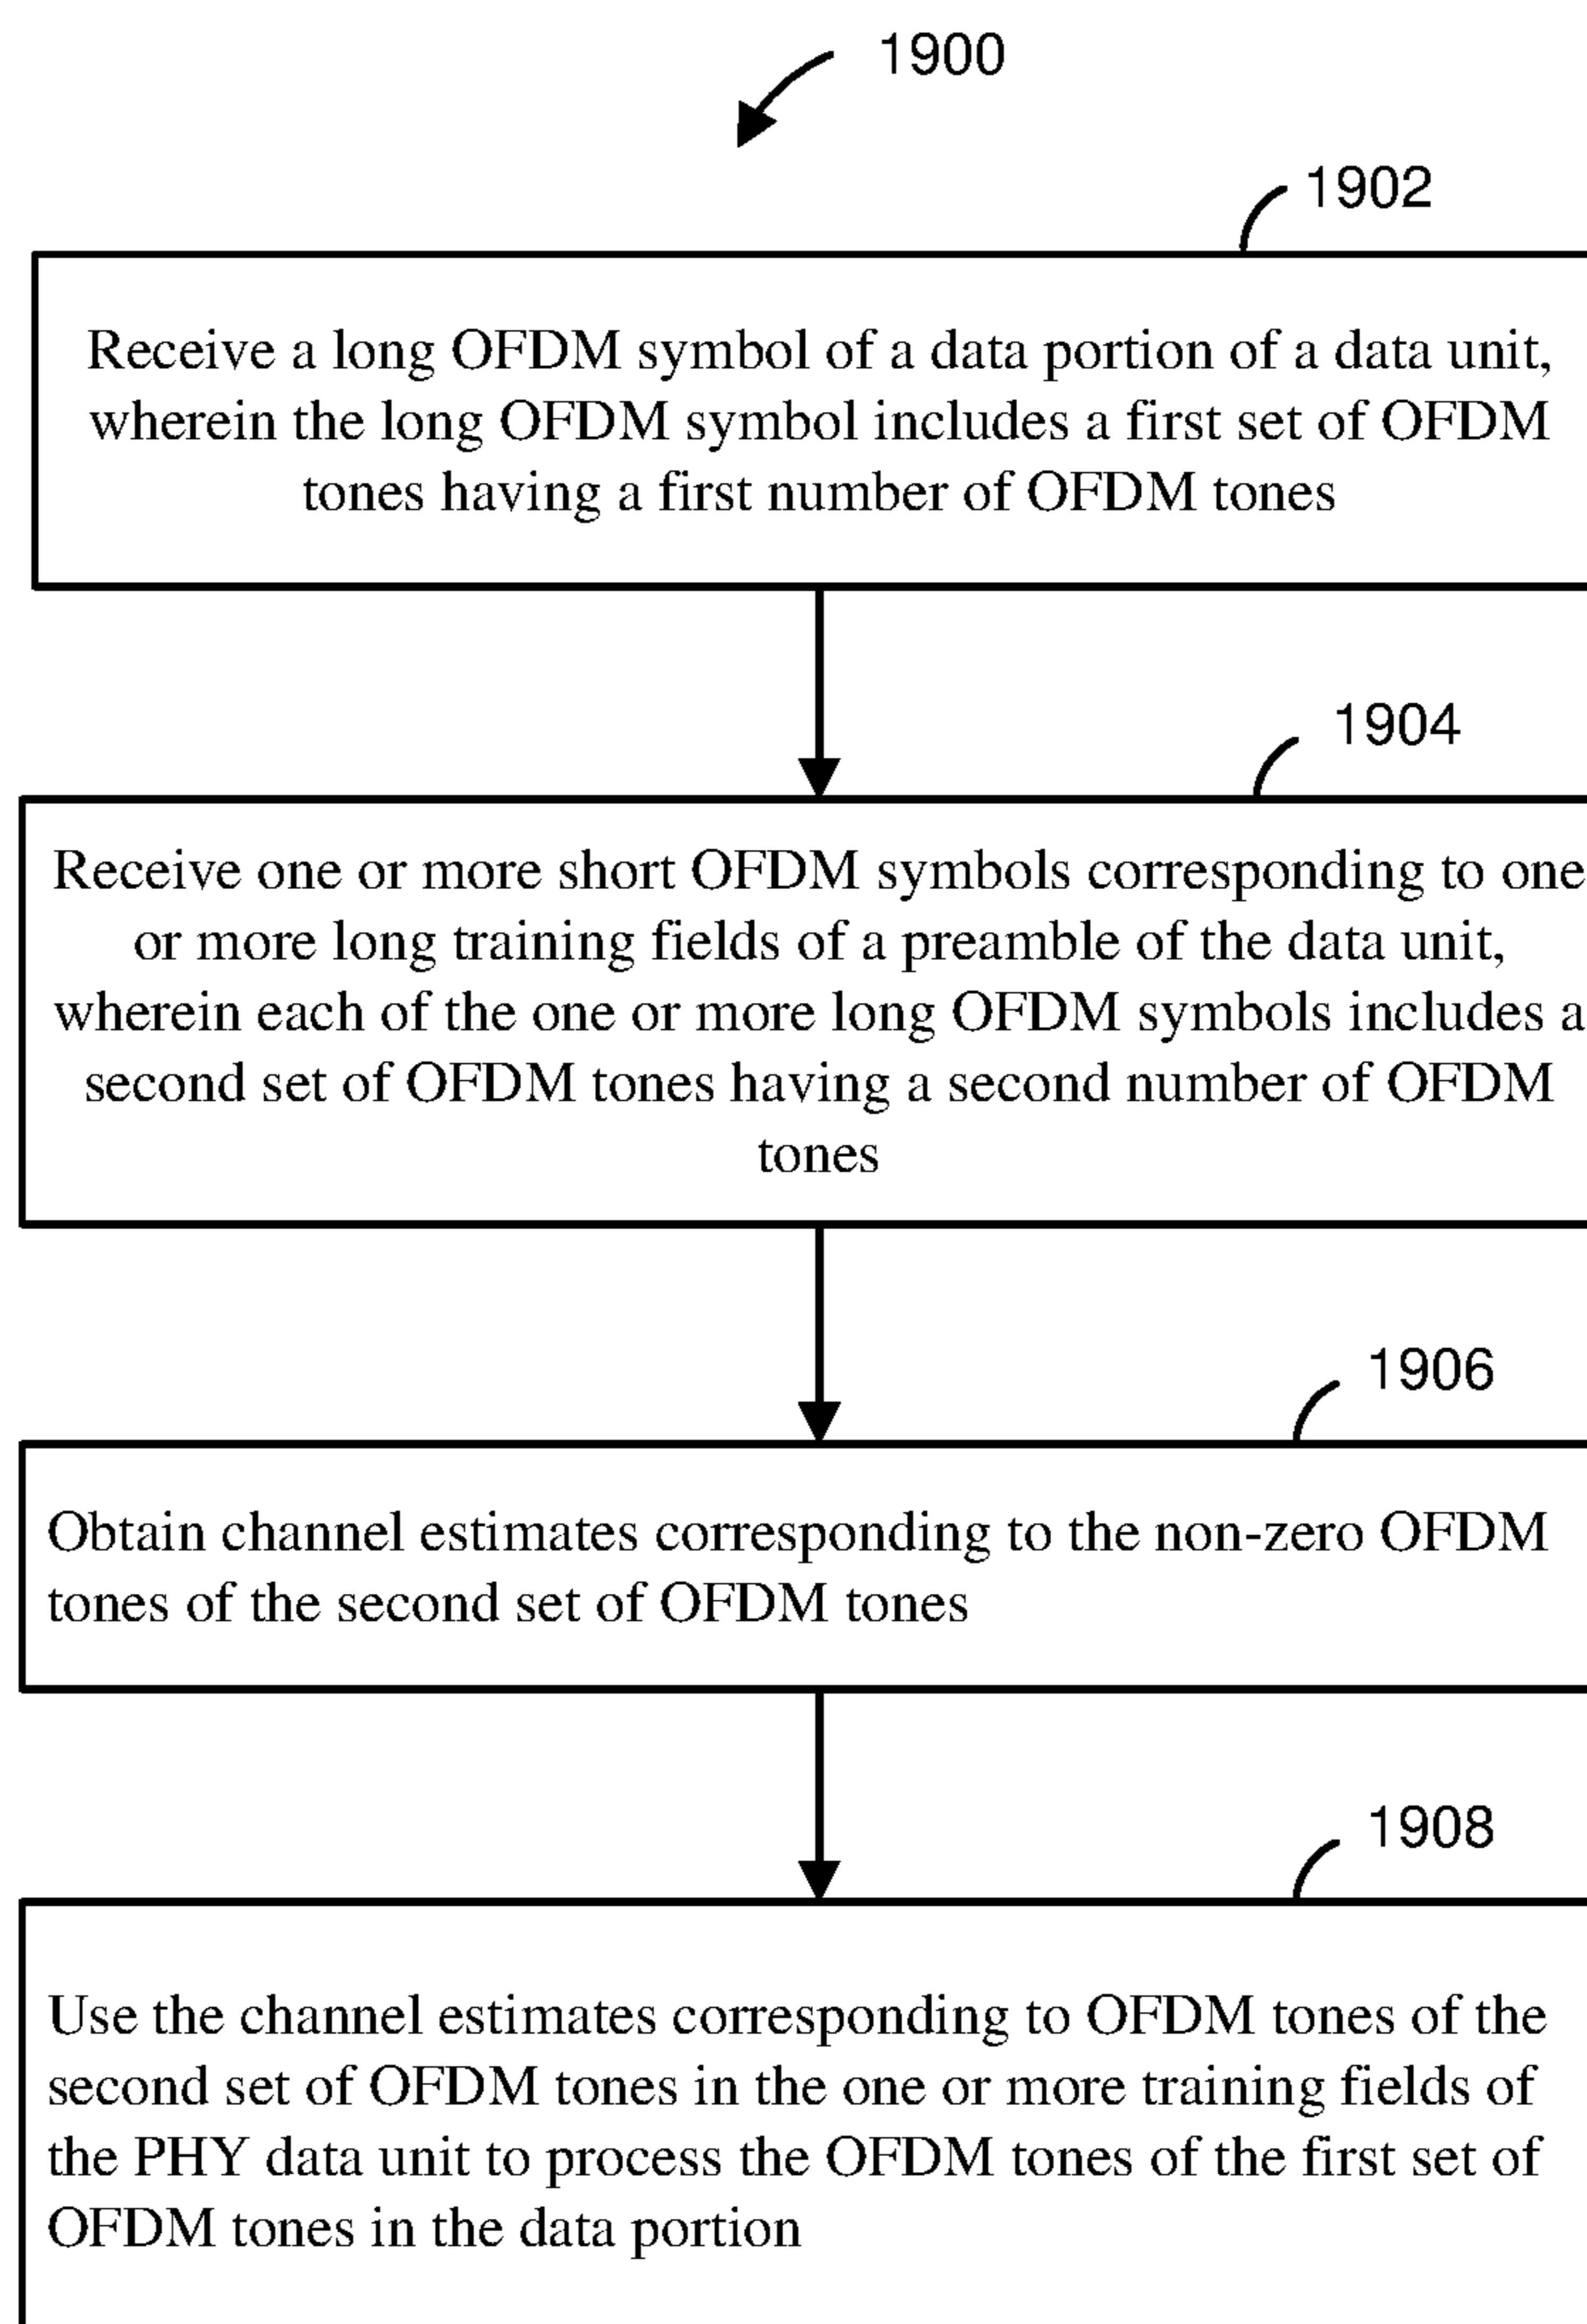 1900
1902
Receive a long OFDM symbol of a data portion of a data unit,
wherein the long OFDM symbol includes a first set of OFDM
tones having a first number of OFDM tones
1904
Receive one or more short OFDM symbols corresponding to one
or more long training fields of a preamble of the data unit,
wherein each of the one or more long OFDM symbols includes a
second set of OFDM tones having a second number of OFDM
tones
1906
Obtain channel estimates corresponding to the non-zero OFDM
tones of the second set of OFDM tones
1908
Use the channel estimates corresponding to OFDM tones of the
second set of OFDM tones in the one or more training fields of
the PHY data unit to process the OFDM tones of the first set of
OFDM tones in the data portion